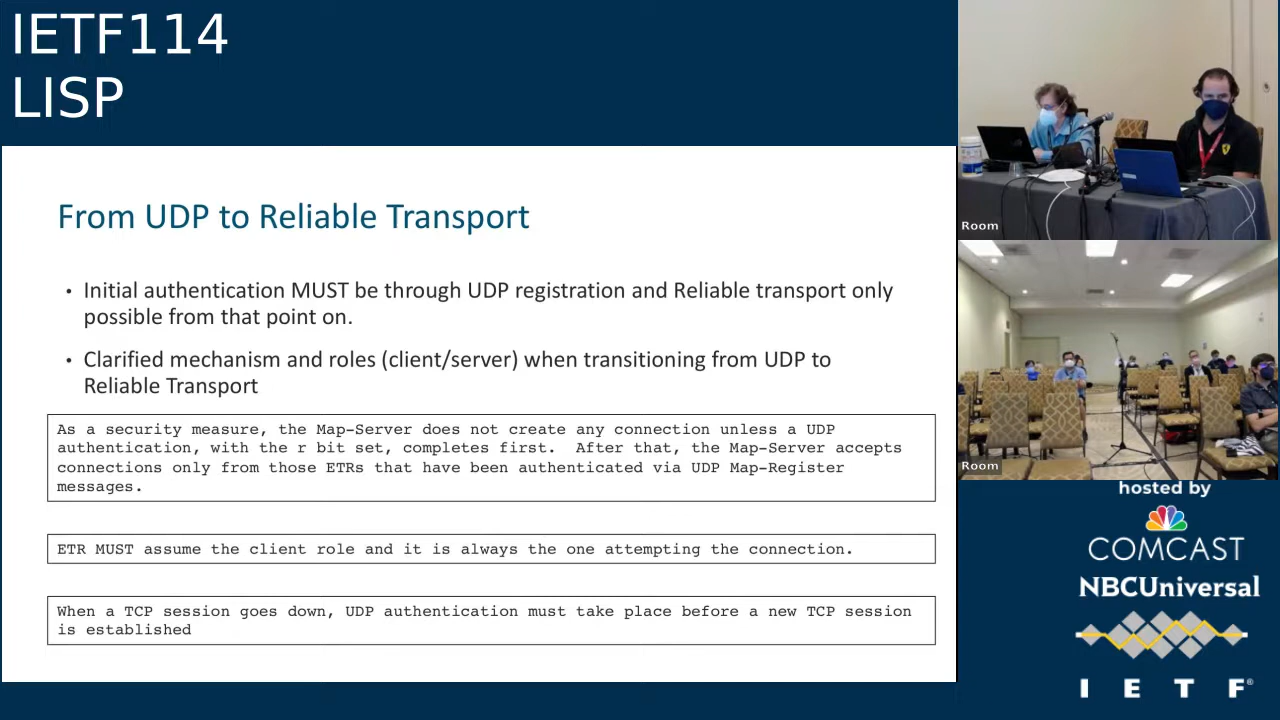 IETF114
LISP
From UDP to Reliable Transport
• Initial authentication MUST be through UDP registration and Reliable transport only
possible from that point on.
• Clarified mechanism and roles (client/server) when transitioning from UDP to
Reliable Transport
As a security measure, the Map-Server does not create any connection unless a UDP
authentication, with the r bit set, completes first.  After that, the Map-Server accepts
connections only from those ETRs that have been authenticated via UDP Map-Register
messages.
ETR MUST assume the client role and it is always the one attempting the connection.
When a TCP session goes down, UDP authentication must take place before a new TCP session
is established
Room
Room
hosted by
COMCAST
NBCUniversal
I E T F®